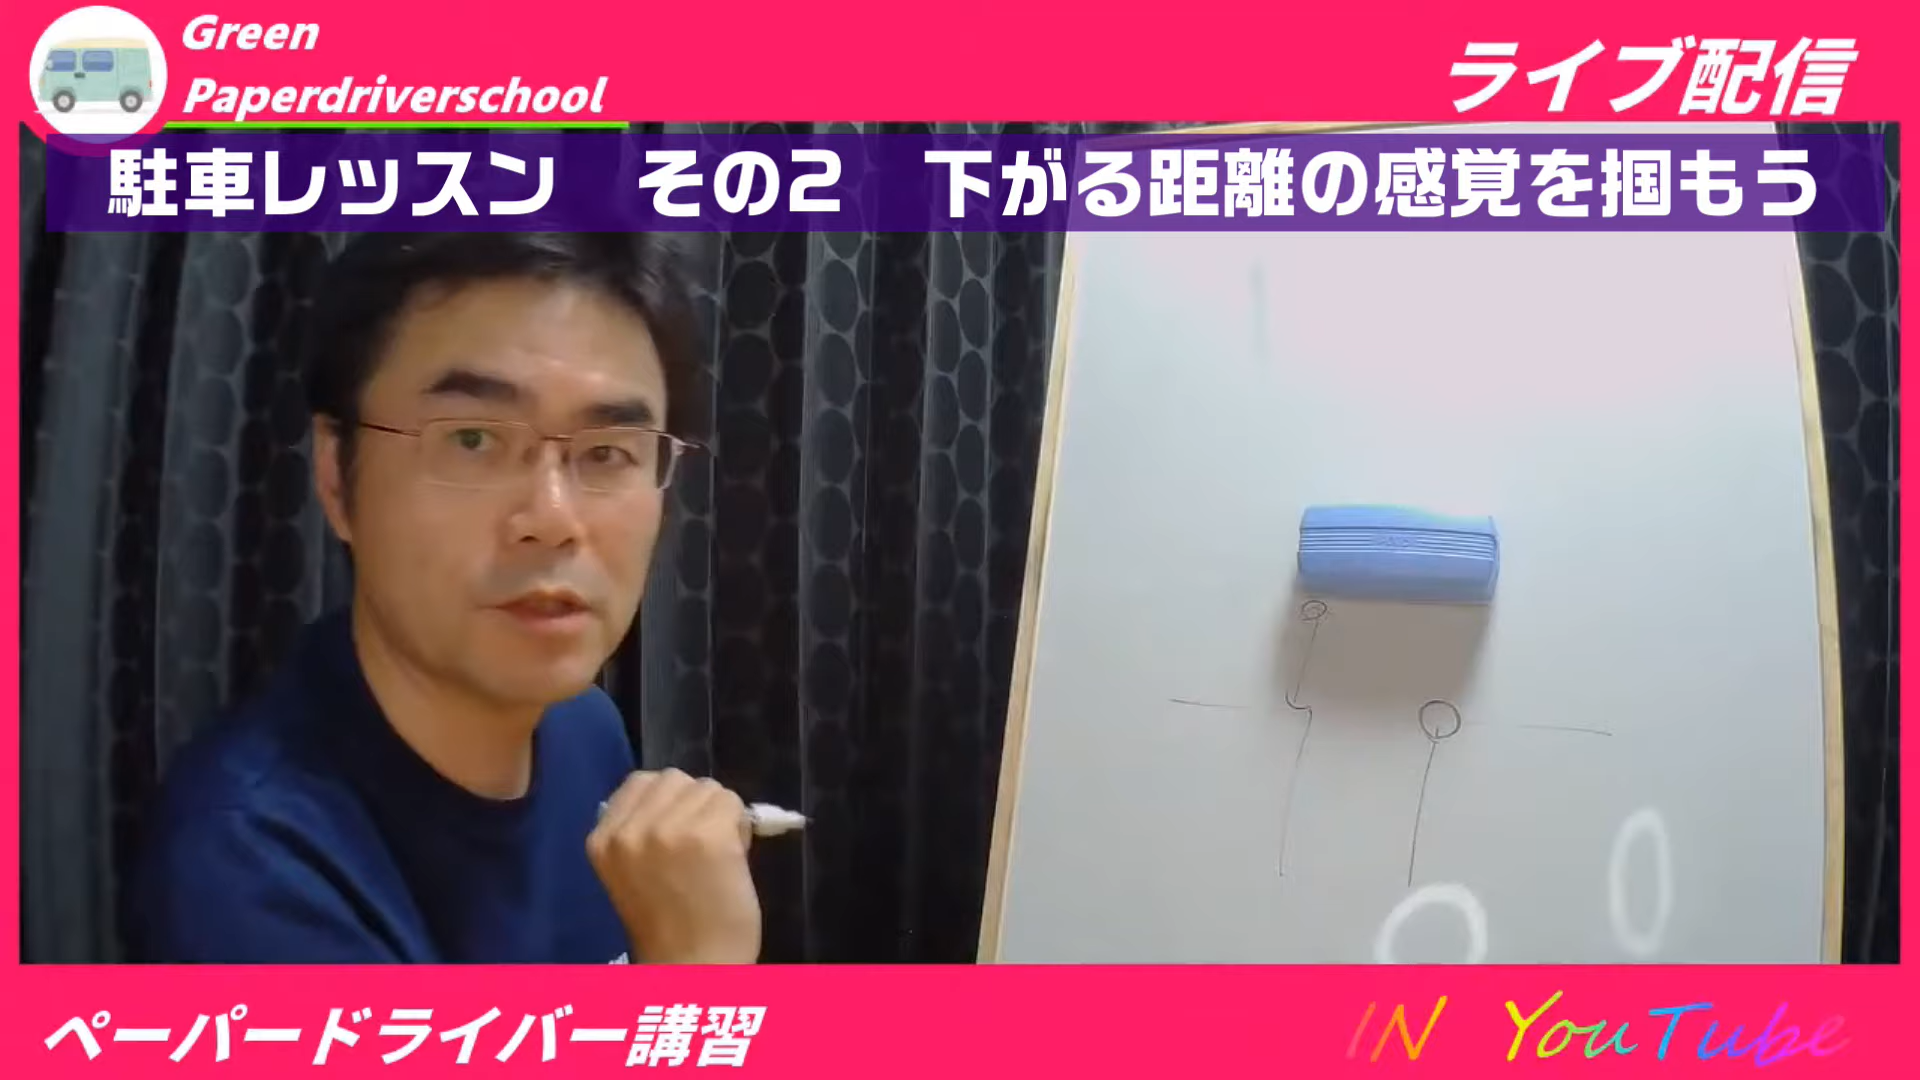 Green
Paperdriverschool
ライブ配信
駐車レッスン　その2　下がる距離の感覚を掴もう
ペーパードライバー講習
IN YouTube